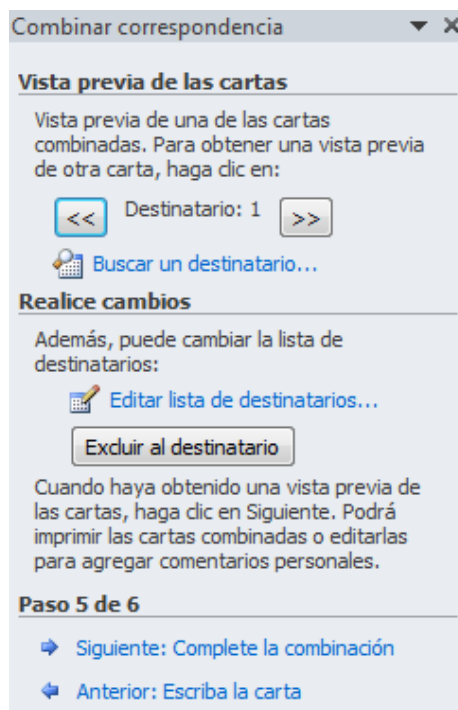 Combinar correspondencia
Vista previa de las cartas
Vista previa de una de las cartas
combinadas. Para obtener una vista previa
de otra carta, haga clic en:
<< Destinatario: 1 >>
Buscar un destinatario...
Realice cambios
Además, puede cambiar la lista de
destinatarios:
Editar lista de destinatarios...
Excluir al destinatario
Cuando haya obtenido una vista previa de
las cartas, haga clic en Siguiente. Podrá
imprimir las cartas combinadas o editarlas
para agregar comentarios personales.
Paso 5 de 6
Siguiente: Complete la combinación
Anterior: Escriba la carta